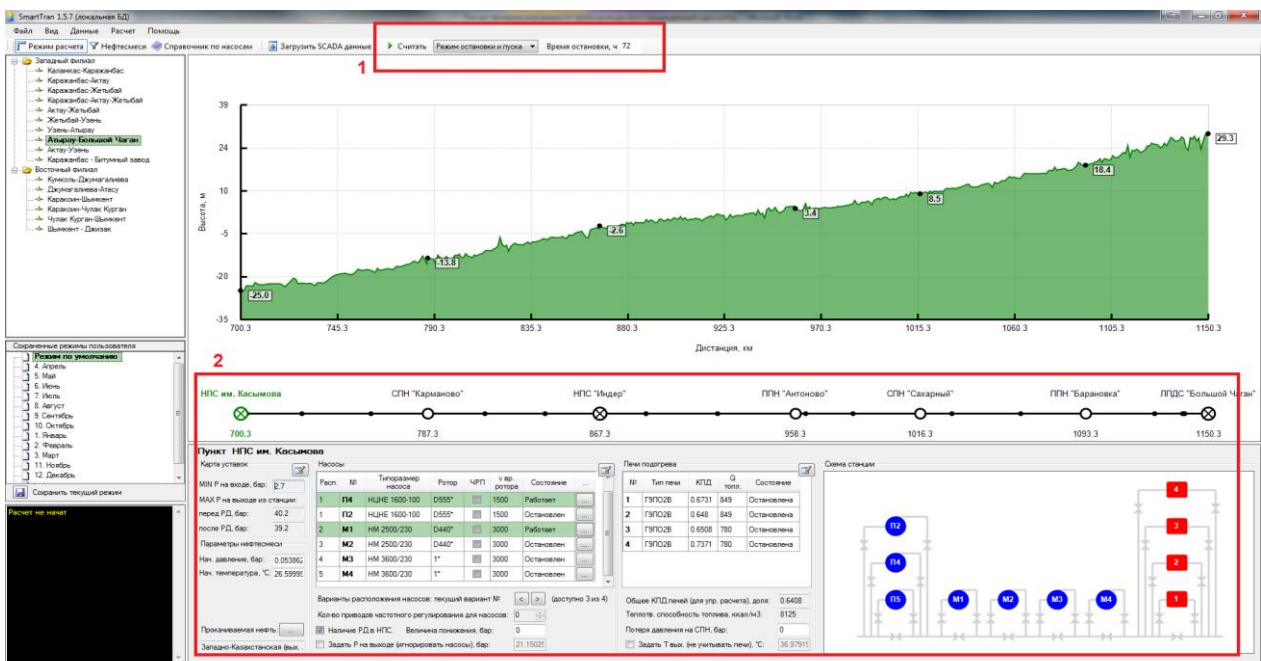 SmartTran 1.5.7 (локальная БД)
Файл Вид Данные Расчет Помощь
Режим расчета Нефтесмеси Справочник по насосам Загрузить SCADA данные Считать Режим остановки и пуска Время остановки, ч 72
1
Западный филиал
Каламкас-Каражанбас
Каражанбас-Актау
Каражанбас-Жетыбай
Каражанбас-Актау-Жетыбай
Актау-Жетыбай
Жетыбай-Узень
Узень-Атырау
Атырау-Большой Чаган
Актау-Узень
Каражанбас - Битумный завод
Восточный филиал
Кумколь-Джумагалиева
Джумагалиева-Атасу
Каракоин-Шымкент
Каракоин-Чулак Курган
Чулак Курган-Шымкент
Шымкент - Джизак
39
24
10
-5
-20
-35
Высота, м
-25.0
-13.8
-2.6
3.4
8.5
18.4
29.3
700.3 745.3 790.3 835.3 880.3 925.3 970.3 1015.3 1060.3 1105.3 1150.3
Дистанция, км
Сохраненные режимы пользователя
Режим по умолчанию
4. Апрель
5. Май
6. Июнь
7. Июль
8. Август
9. Сентябрь
10. Октябрь
1. Январь
2. Февраль
3. Март
11. Ноябрь
12. Декабрь
Сохранить текущий режим
Расчет не начат
2
НПС им. Касымова СПН "Карманово" НПС "Индер" ППН "Антоново" СПН "Сахарный" ППН "Барановка" ЛПДС "Большой Чаган"
700.3 787.3 867.3 958.3 1016.3 1093.3 1150.3
Пункт НПС им. Касымова
Карта уставок
MIN P на входе, бар: 2.7
MAX P на выходе из станции:
перед РД, бар: 40.2
после РД, бар: 39.2
Параметры нефтесмеси
Нач. давление, бар: 0.053862
Нач. температура, °C: 26.59999
Прокачиваемая нефть: ...
Западно-Казахстанская (вых.
Насосы
Расп. № Типоразмер насоса Ротор ЧРП v вр. ротора Состояние ...
1 П4 НЦНЕ 1600-100 D555* 1500 Работает ...
1 П2 НЦНЕ 1600-100 D555* 1500 Остановлен ...
2 М1 НМ 2500/230 D440* 3000 Работает ...
3 М2 НМ 2500/230 D440* 3000 Остановлен ...
4 М3 НМ 3600/230 1* 3000 Остановлен ...
5 М4 НМ 3600/230 1* 3000 Остановлен ...
Варианты расположения насосов: текущий вариант № < > (доступно 3 из 4)
Кол-во приводов частотного регулирования для насосов: 0
Наличие РД в НПС. Величина понижения, бар: 0
Задать P на выходе (игнорировать насосы), бар: 21.15025
Печи подогрева
№ Тип печи КПД Q топл. Состояние
1 Г9ПО2В 0.6731 849 Остановлена
2 Г9ПО2В 0.648 849 Остановлена
3 Г9ПО2В 0.6508 780 Остановлена
4 Г9ПО2В 0.7371 780 Остановлена
Общее КПД печей (для упр. расчета), доля: 0.6408
Теплотв. способность топлива, ккал/м3: 8125
Потеря давления на СПН, бар: 0
Задать T вых. (не учитывать печи), °C: 36.97919
Схема станции
П2
П4
П5 М1 М2 М3 М4
4
3
2
1